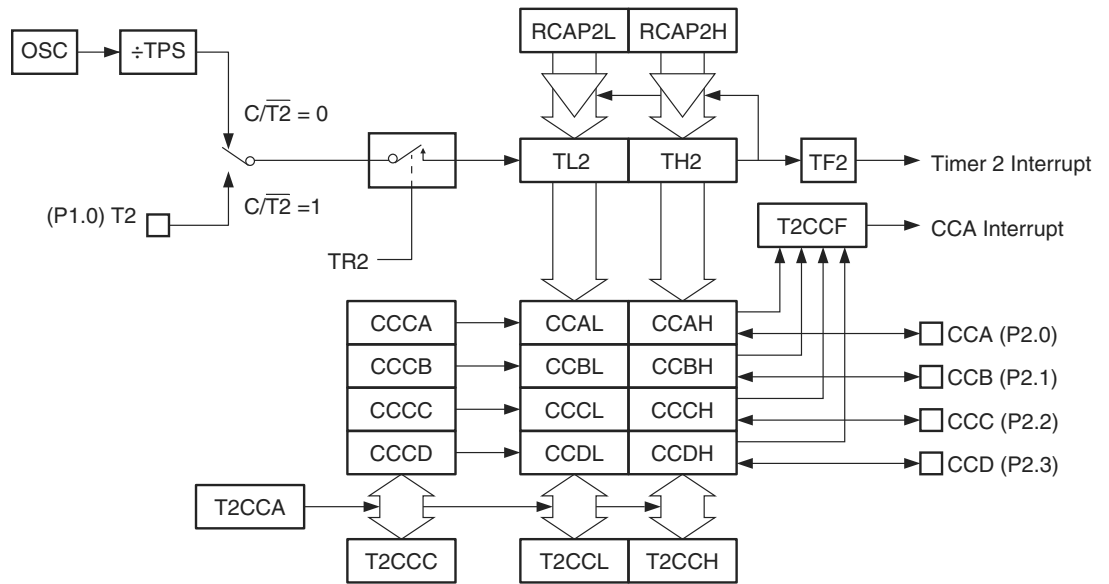 RCAP2L RCAP2H
OSC ÷TPS
C/T2 = 0
TL2 TH2 TF2 Timer 2 Interrupt
C/T2 =1
(P1.0) T2
T2CCF CCA Interrupt
TR2
CCCA CCAL CCAH CCA (P2.0)
CCCB CCBL CCBH CCB (P2.1)
CCCC CCCL CCCH CCC (P2.2)
CCCD CCDL CCDH CCD (P2.3)
T2CCA
T2CCC T2CCL T2CCH